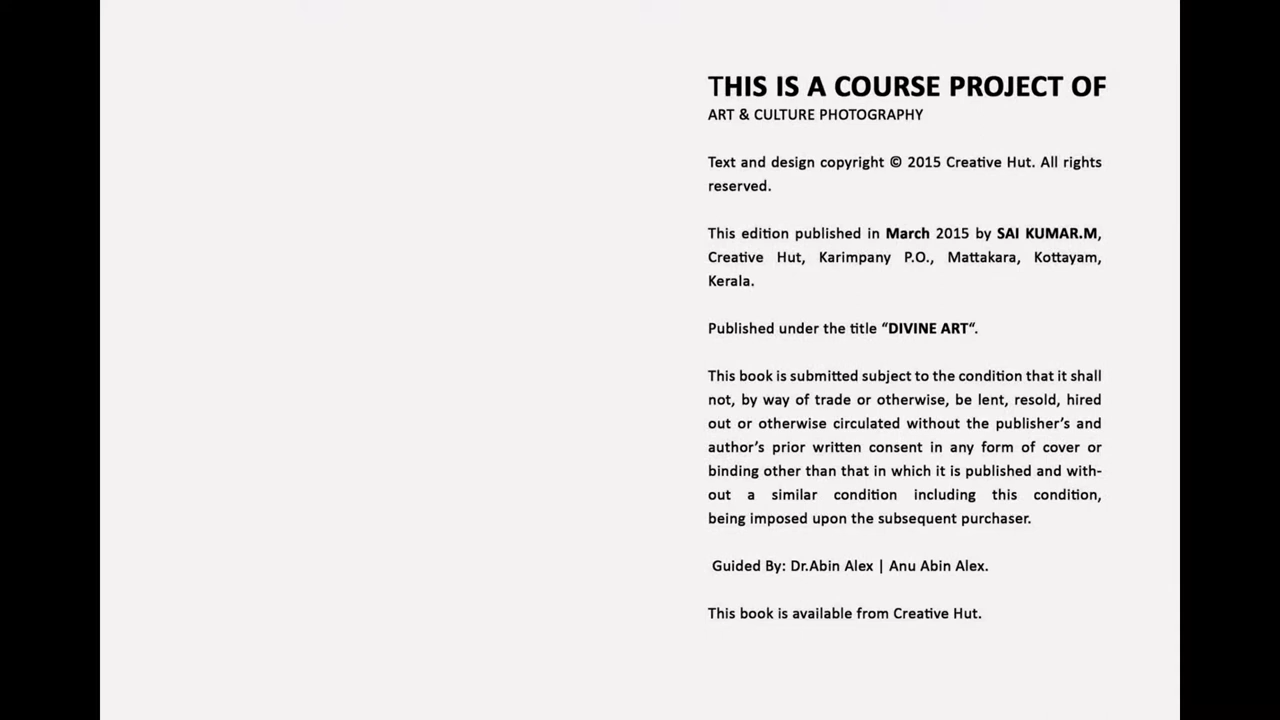 THIS IS A COURSE PROJECT OF
ART & CULTURE PHOTOGRAPHY
Text and design copyright © 2015 Creative Hut. All rights
reserved.
This edition published in March 2015 by SAI KUMAR.M,
Creative Hut, Karimpany P.O., Mattakara, Kottayam,
Kerala.
Published under the title “DIVINE ART“.
This book is submitted subject to the condition that it shall
not, by way of trade or otherwise, be lent, resold, hired
out or otherwise circulated without the publisher’s and
author’s prior written consent in any form of cover or
binding other than that in which it is published and with-
out a similar condition including this condition,
being imposed upon the subsequent purchaser.
Guided By: Dr.Abin Alex | Anu Abin Alex.
This book is available from Creative Hut.